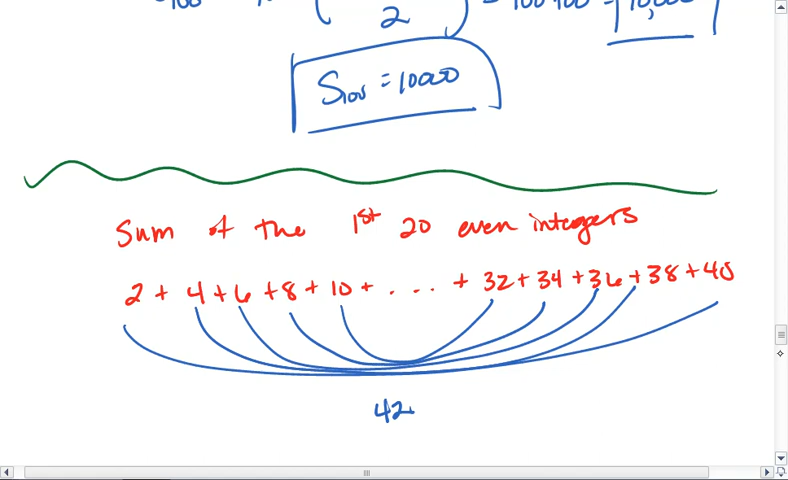 2
S₁₀₀ = 10000
Sum of the 1st 20 even integers
2 + 4 + 6 + 8 + 10 + . . . + 32 + 34 + 36 + 38 + 40
42